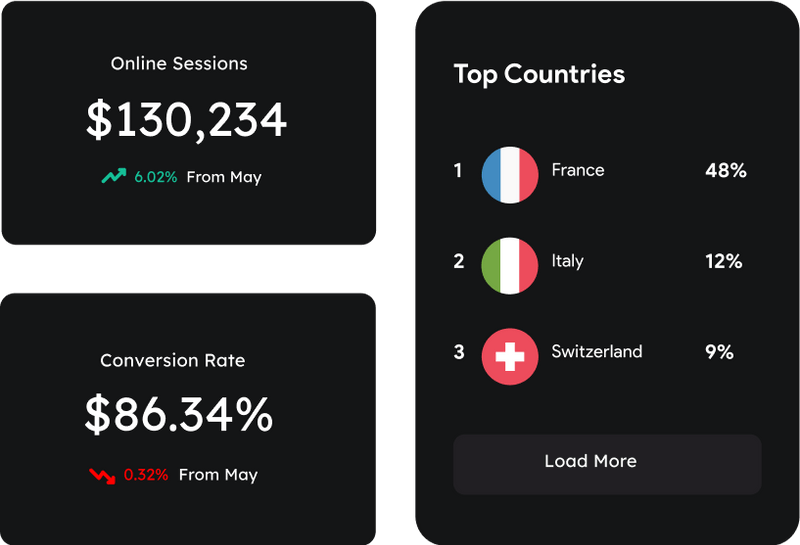 Online Sessions
$130,234
6.02% From May
Conversion Rate
$86.34%
0.32% From May
Top Countries
1 France 48%
2 Italy 12%
3 Switzerland 9%
Load More